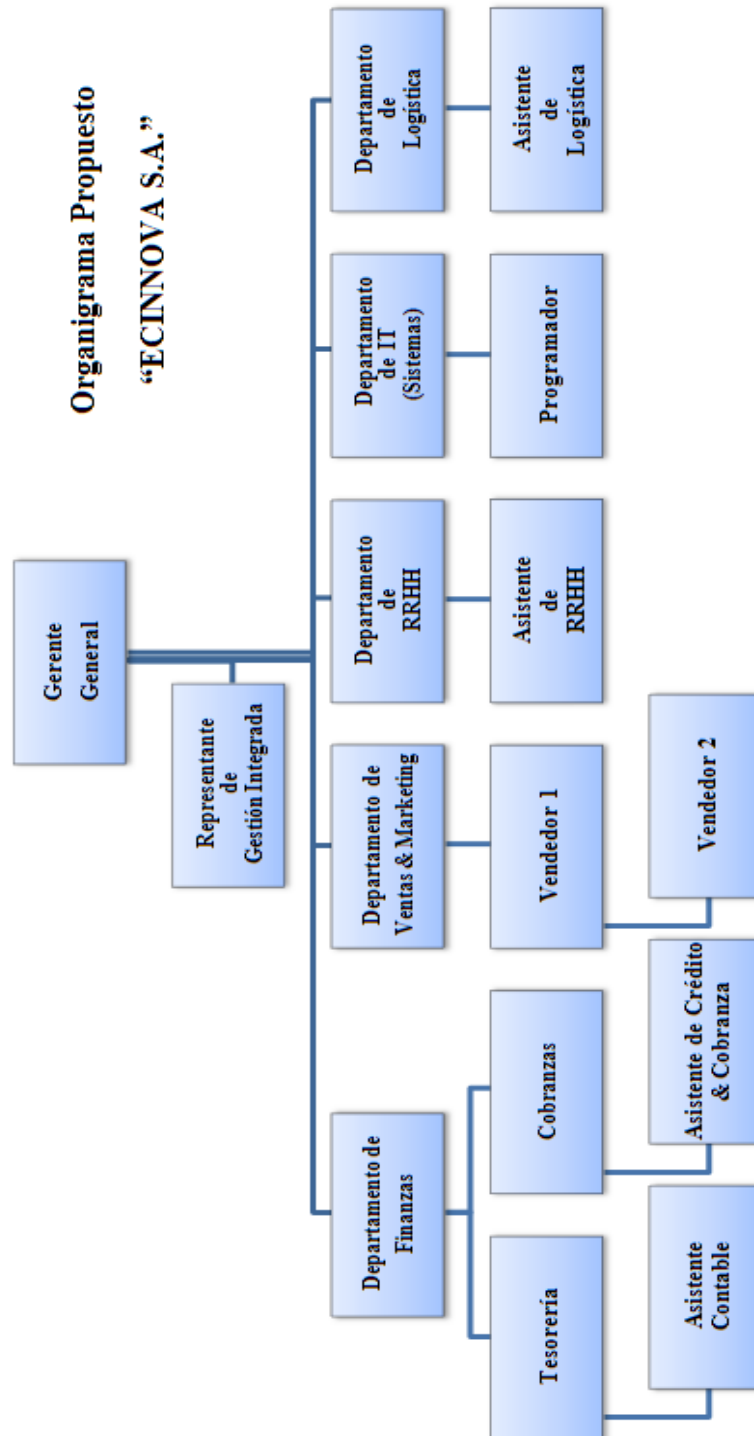 Organigrama Propuesto
“ECINNOVA S.A.”
Gerente
General
Representante
de
Gestión Integrada
Departamento de
Finanzas
Departamento de
Ventas & Marketing
Departamento
de
RRHH
Departamento
de IT
(Sistemas)
Departamento
de
Logística
Tesorería
Cobranzas
Vendedor 1
Asistente
de
RRHH
Programador
Asistente
de
Logística
Asistente
Contable
Asistente de Crédito
& Cobranza
Vendedor 2